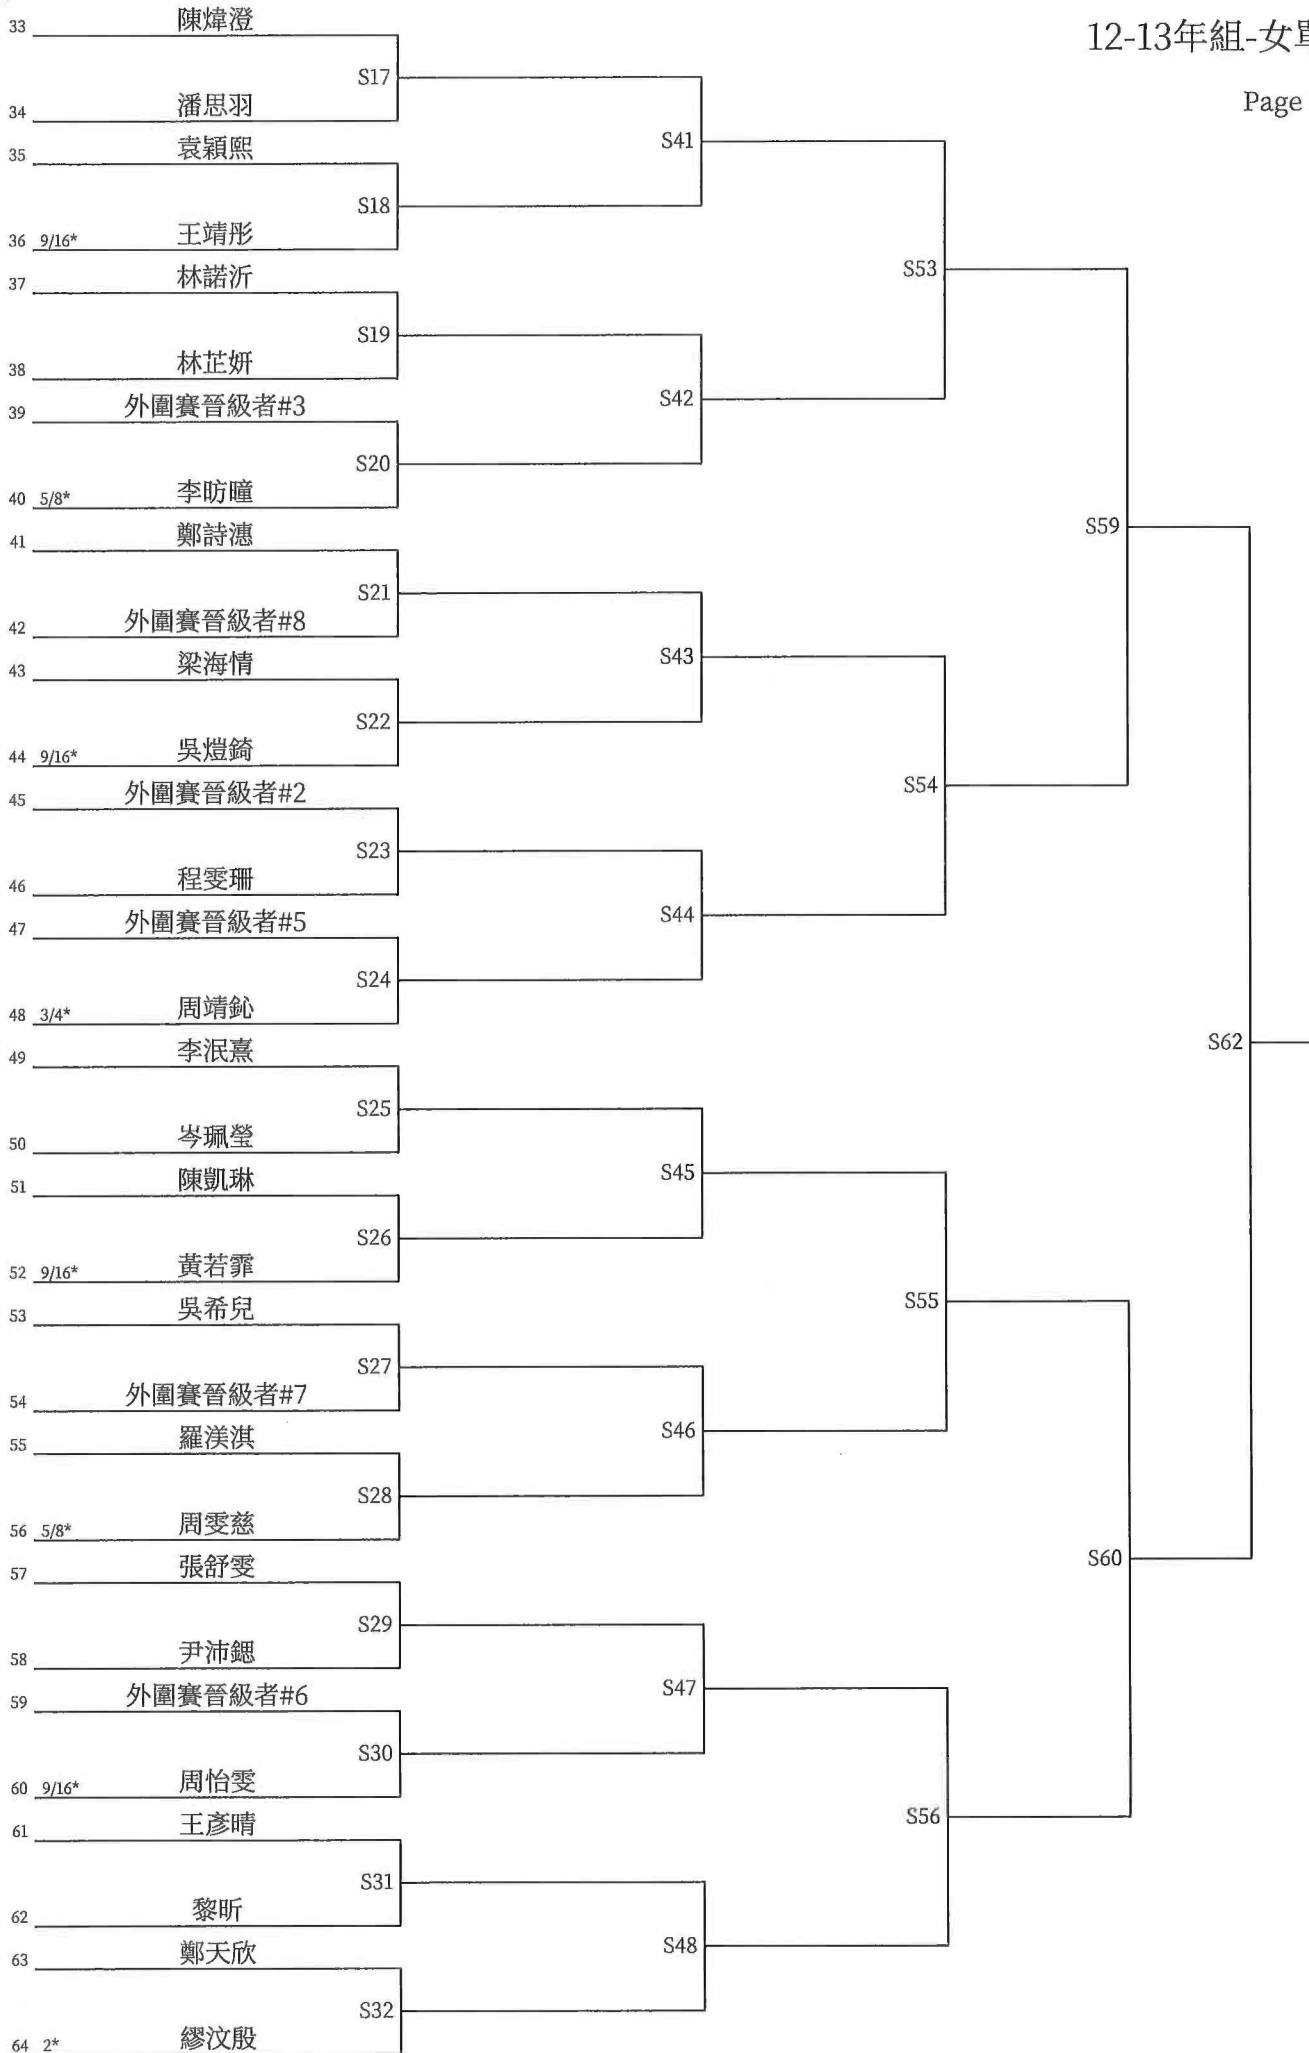 12-13年組-女單
Page
33 陳煒澄
S17
34 潘思羽
S41
35 袁穎熙
S18
36 9/16* 王靖彤
S53
37 林諾沂
S19
38 林芷妍
S42
39 外圍賽晉級者#3
S20
40 5/8* 李昉曈
S59
41 鄭詩漶
S21
42 外圍賽晉級者#8
S43
43 梁海情
S22
44 9/16* 吳愷錡
S54
45 外圍賽晉級者#2
S23
46 程雯珊
S44
47 外圍賽晉級者#5
S24
48 3/4* 周靖鈊
S62
49 李泯熹
S25
50 岑珮瑩
S45
51 陳凱琳
S26
52 9/16* 黃若霏
S55
53 吳希兒
S27
54 外圍賽晉級者#7
S46
55 羅渼淇
S28
56 5/8* 周雯慈
S60
57 張舒雯
S29
58 尹沛鍶
S47
59 外圍賽晉級者#6
S30
60 9/16* 周怡雯
S56
61 王彥晴
S31
62 黎昕
S48
63 鄭天欣
S32
64 2* 繆汶殷